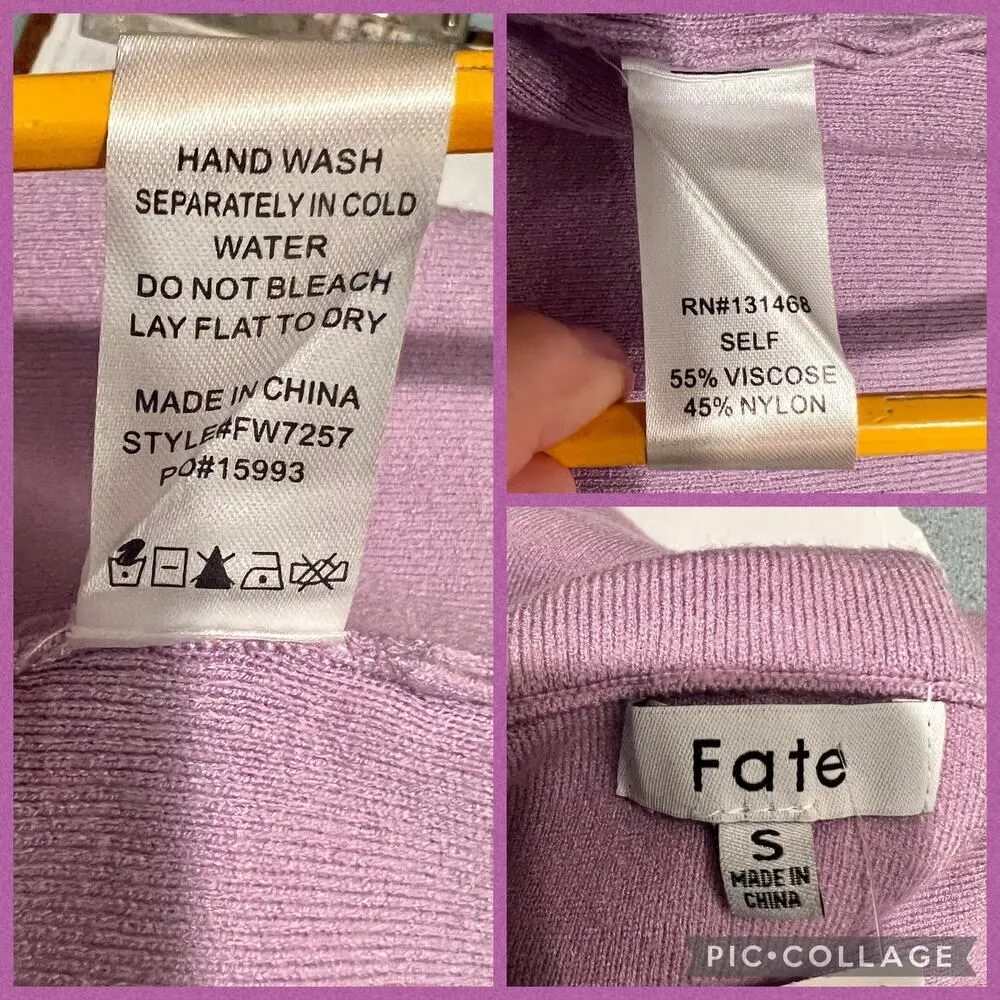 HAND WASH
SEPARATELY IN COLD
WATER
DO NOT BLEACH
LAY FLAT TO DRY
MADE IN CHINA
STYLE#FW7257
PO#15993
RN#131468
SELF
55% VISCOSE
45% NYLON
Fate
S
MADE IN
CHINA
PIC•COLLAGE